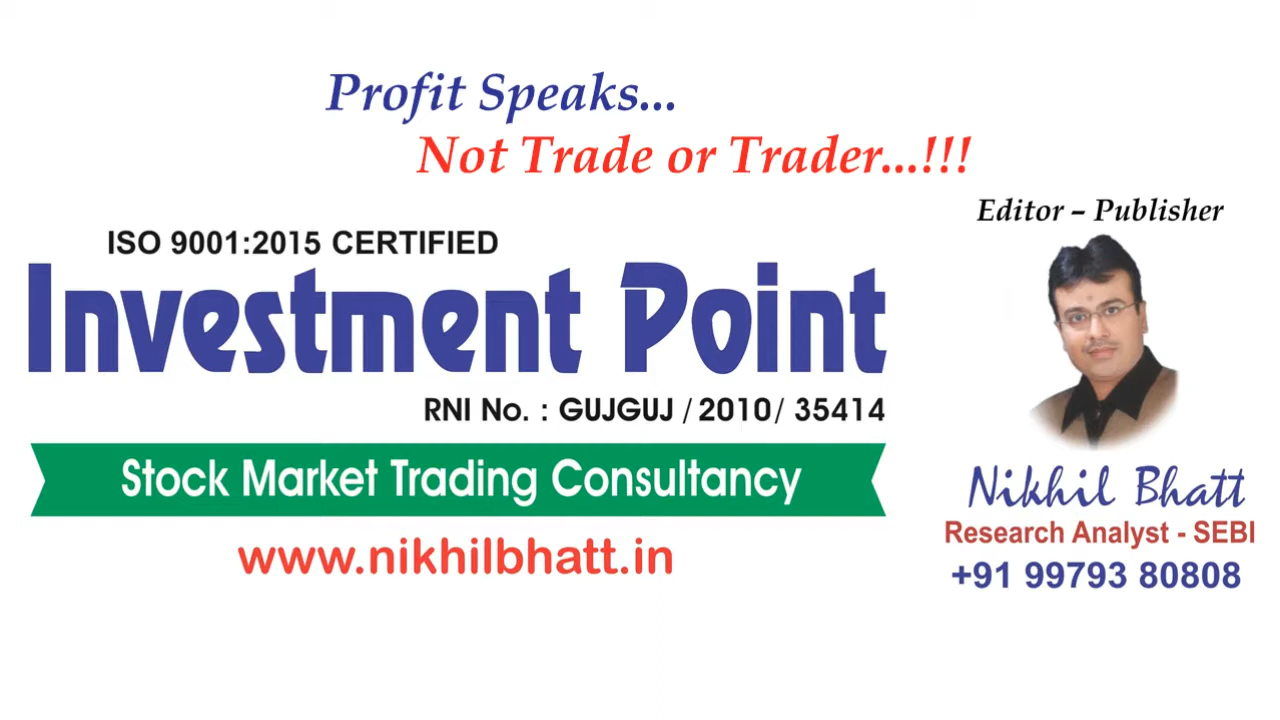 Profit Speaks...
Not Trade or Trader...!!!
Editor – Publisher
ISO 9001:2015 CERTIFIED
Investment Point
RNI No. : GUJGUJ / 2010/ 35414
Stock Market Trading Consultancy
www.nikhilbhatt.in
Nikhil Bhatt
Research Analyst - SEBI
+91 99793 80808